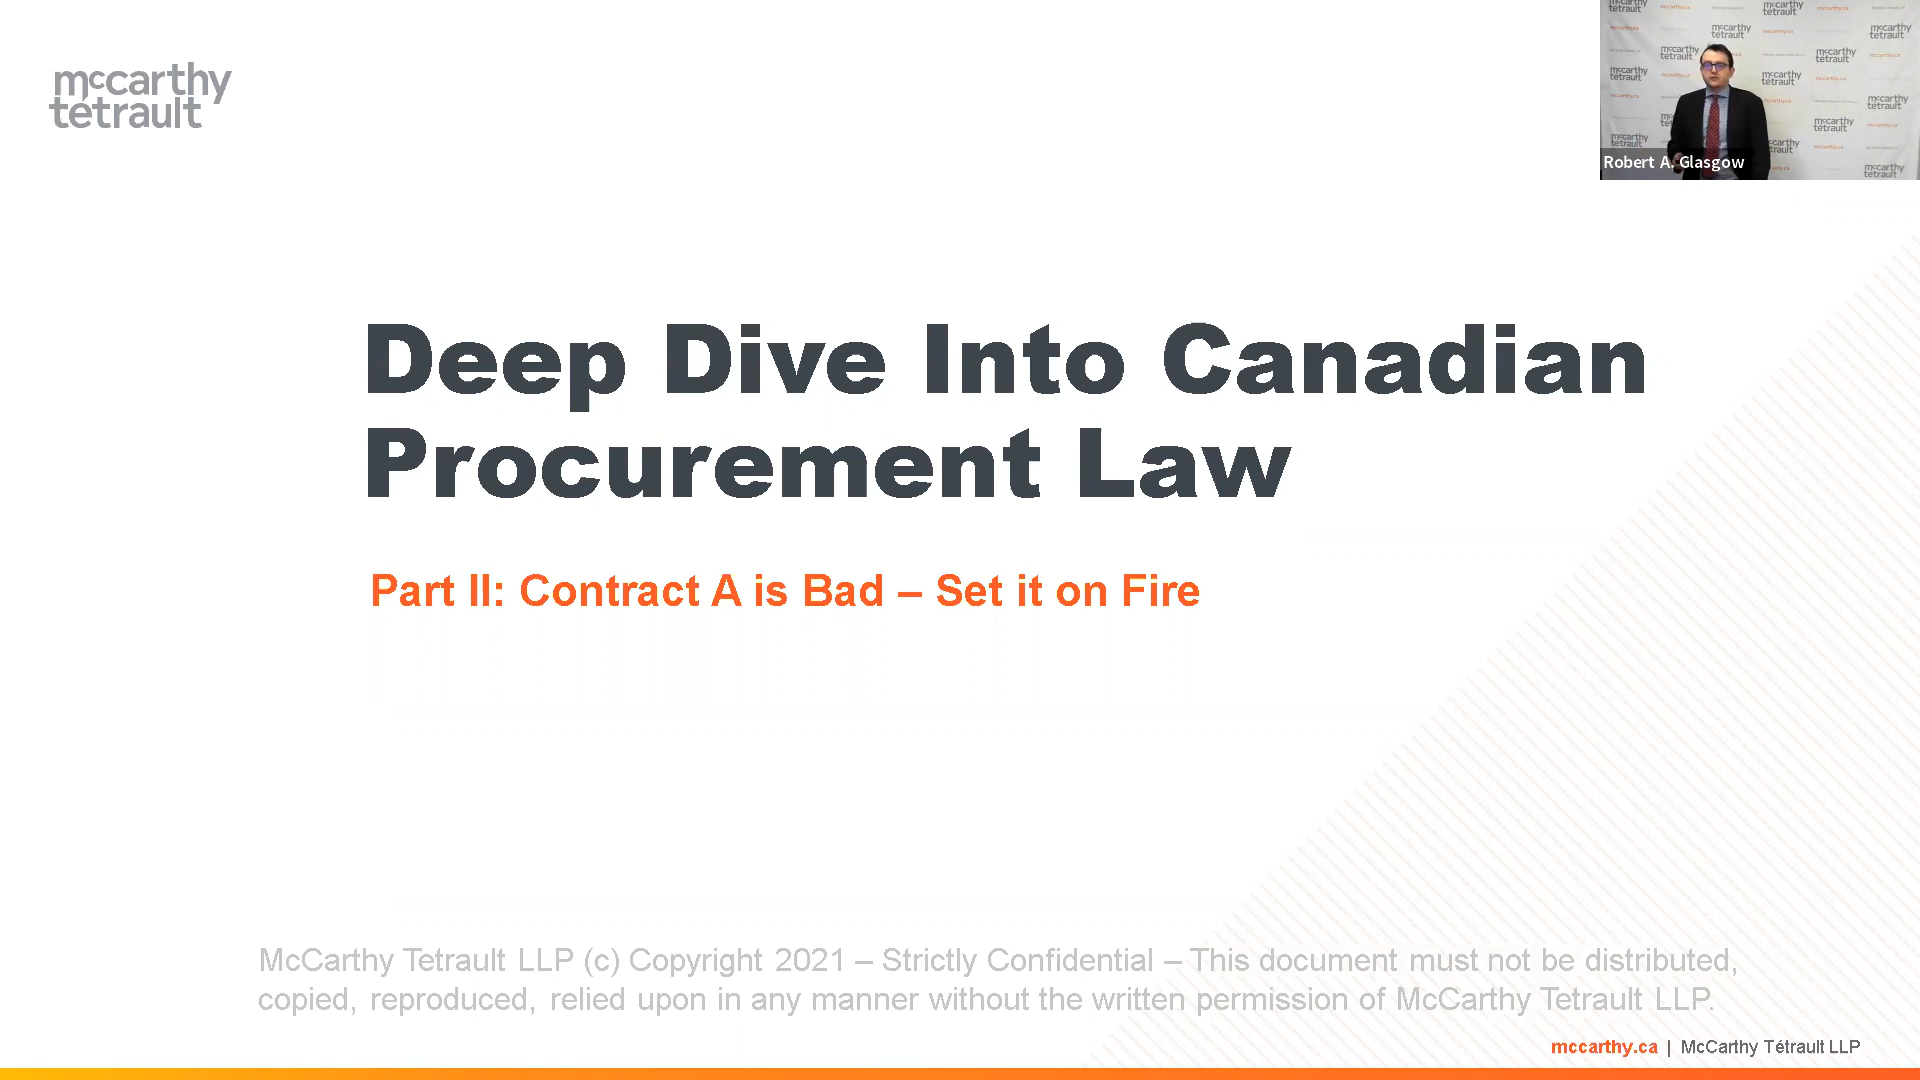 mccarthy
tetrault
Robert A. Glasgow
Deep Dive Into Canadian
Procurement Law
Part II: Contract A is Bad – Set it on Fire
McCarthy Tetrault LLP (c) Copyright 2021 – Strictly Confidential – This document must not be distributed,
copied, reproduced, relied upon in any manner without the written permission of McCarthy Tetrault LLP.
mccarthy.ca | McCarthy Tétrault LLP